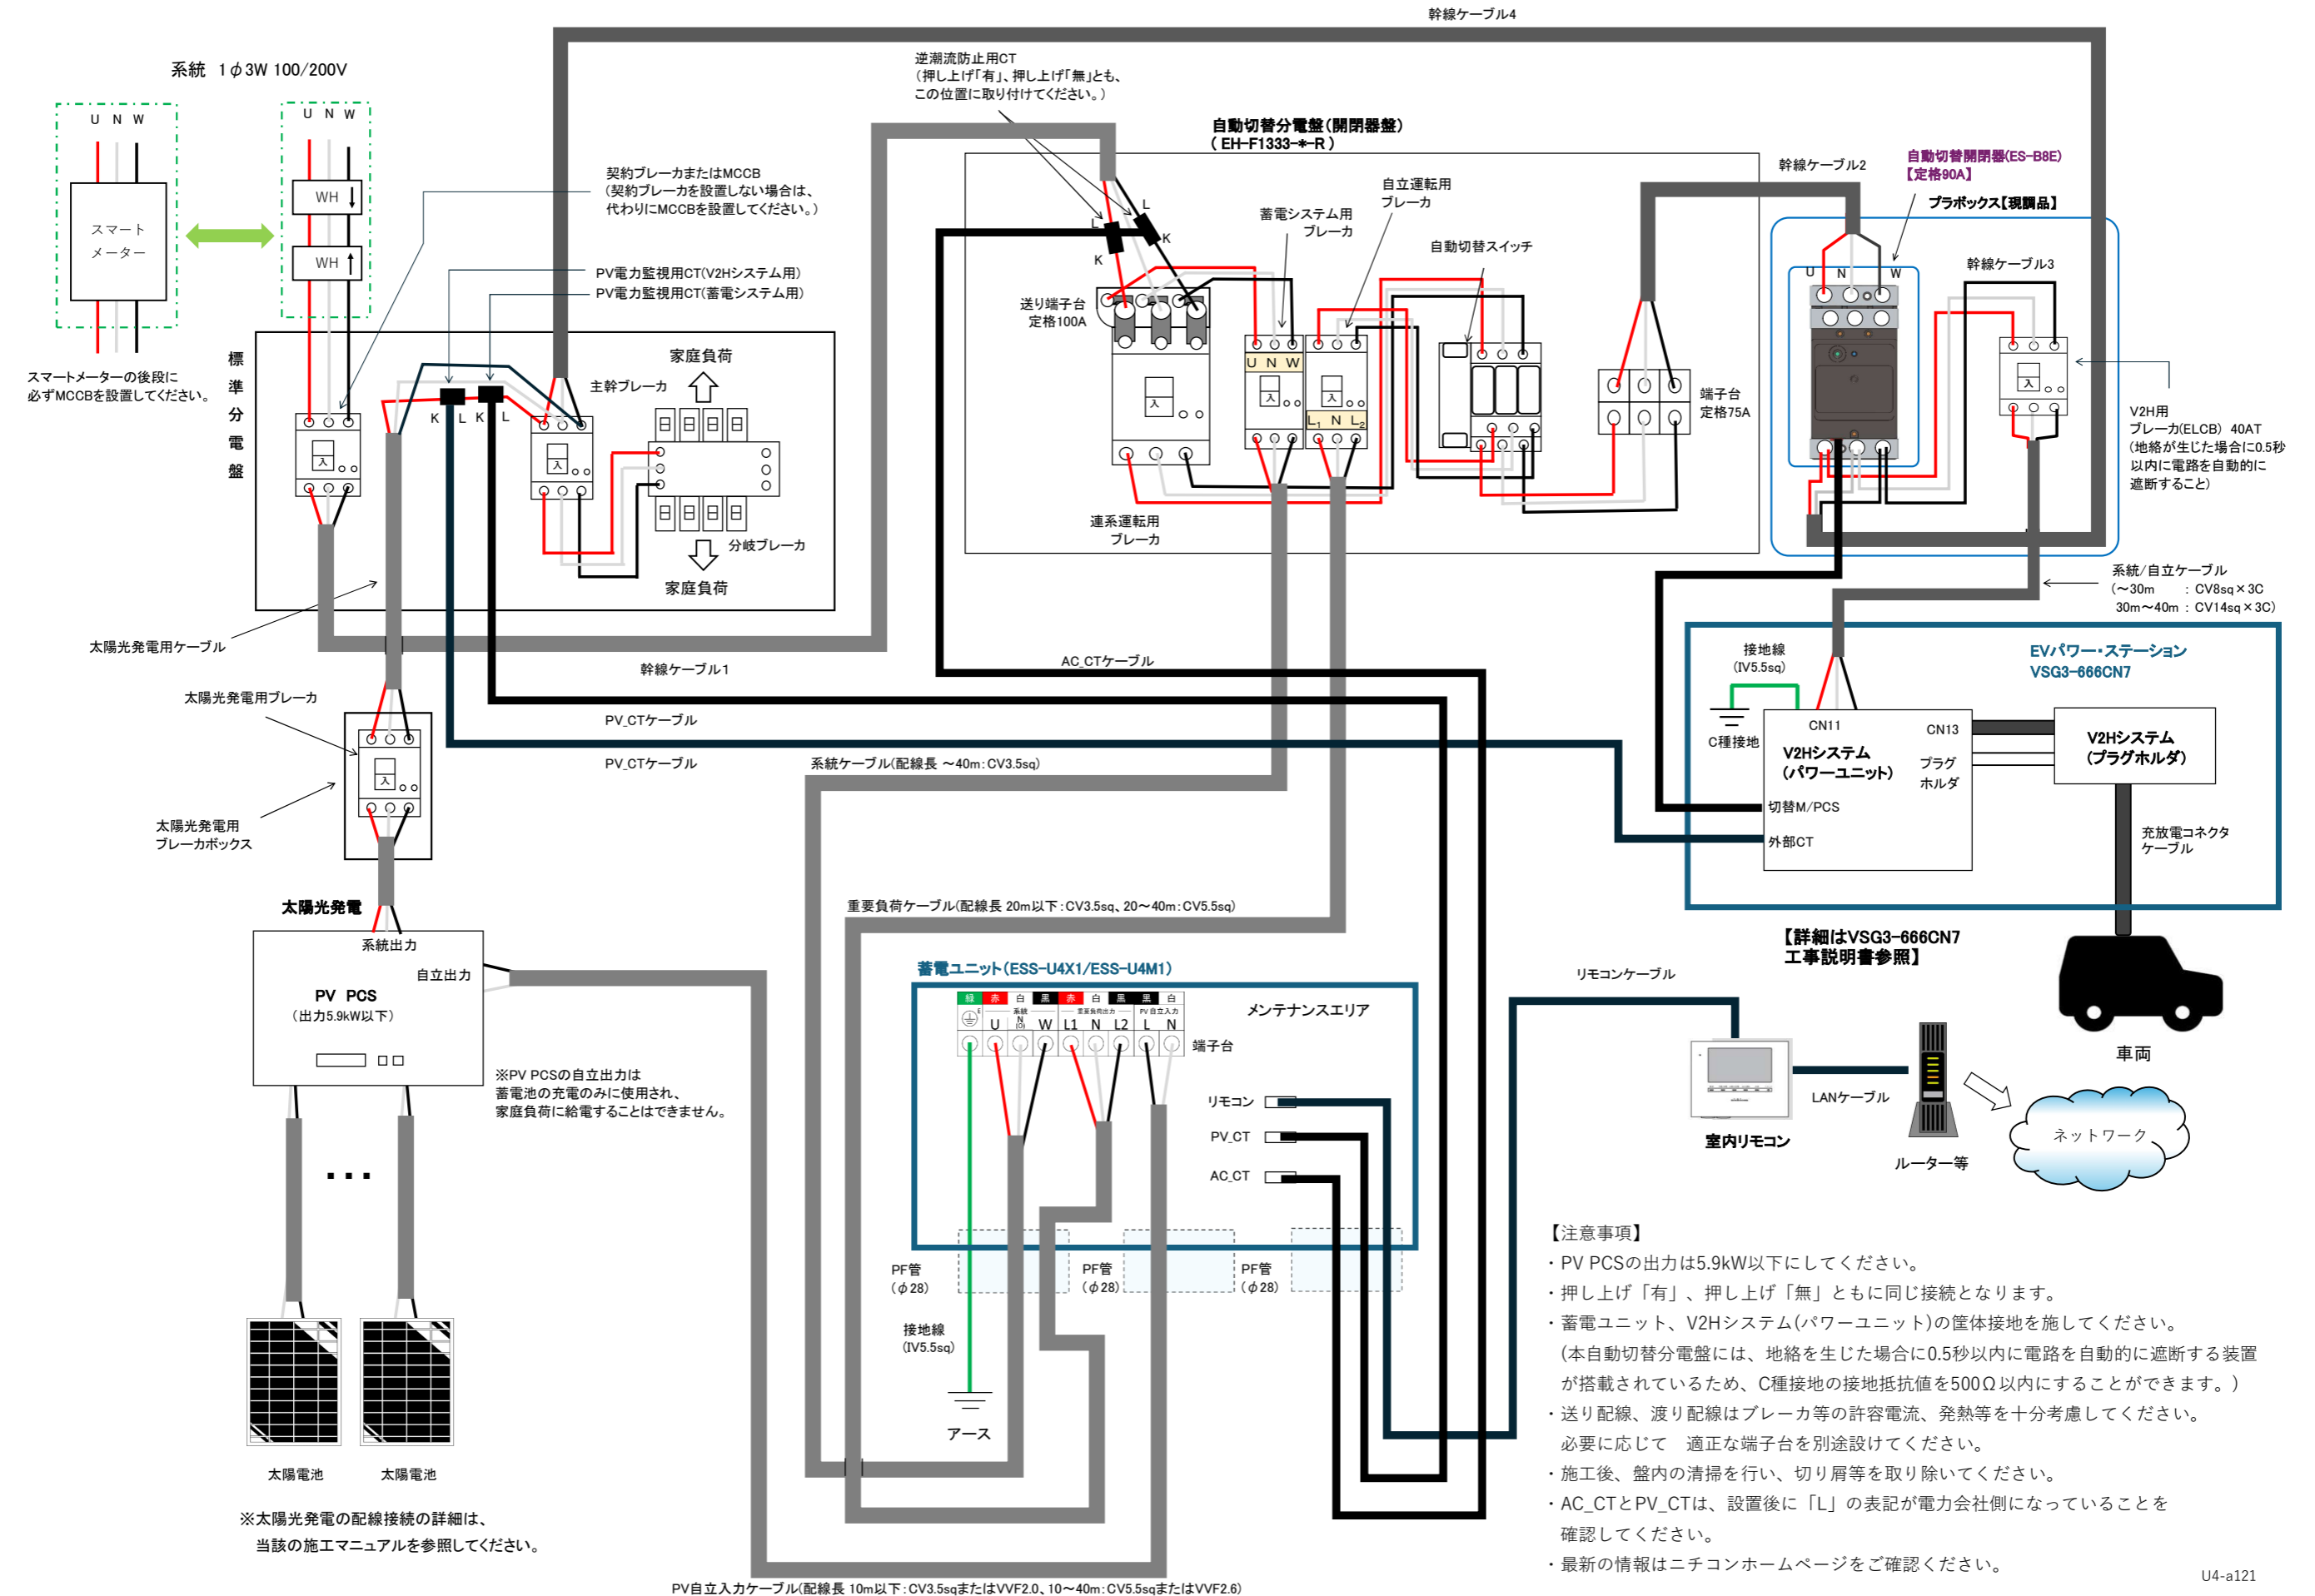 幹線ケーブル4
系統 1φ3W 100/200V
U N W
スマート
メーター
スマートメーターの後段に
必ずMCCBを設置してください。
U N W
WH
WH
契約ブレーカまたはMCCB
(契約ブレーカを設置しない場合は、
代わりにMCCBを設置してください。)
PV電力監視用CT(V2Hシステム用)
PV電力監視用CT(蓄電システム用)
標準分電盤
入
K L K L
主幹ブレーカ
入
家庭負荷
分岐ブレーカ
家庭負荷
逆潮流防止用CT
(押し上げ「有」、押し上げ「無」とも、
この位置に取り付けてください。)
自動切替分電盤(開閉器盤)
( EH-F1333-*-R )
L
L
K
K
送り端子台
定格100A
入
連系運転用
ブレーカ
蓄電システム用
ブレーカ
U N W
入
自立運転用
ブレーカ
入
L1 N L2
自動切替スイッチ
端子台
定格75A
幹線ケーブル2
自動切替開閉器(ES-B8E)
【定格90A】
プラボックス【現調品】
U N W
幹線ケーブル3
入
V2H用
ブレーカ(ELCB) 40AT
(地絡が生じた場合に0.5秒
以内に電路を自動的に
遮断すること)
系統/自立ケーブル
(~30m : CV8sq×3C
30m~40m : CV14sq×3C)
太陽光発電用ケーブル
幹線ケーブル1
AC_CTケーブル
PV_CTケーブル
PV_CTケーブル
太陽光発電用ブレーカ
入
太陽光発電用
ブレーカボックス
系統ケーブル(配線長 ~40m:CV3.5sq)
重要負荷ケーブル(配線長 20m以下:CV3.5sq、20~40m:CV5.5sq)
EVパワー・ステーション
VSG3-666CN7
接地線
(IV5.5sq)
C種接地
CN11
V2Hシステム
(パワーユニット)
CN13
プラグ
ホルダ
切替M/PCS
外部CT
V2Hシステム
(プラグホルダ)
充放電コネクタ
ケーブル
【詳細はVSG3-666CN7
工事説明書参照】
車両
太陽光発電
系統出力
自立出力
PV PCS
(出力5.9kW以下)
※PV PCSの自立出力は
蓄電池の充電のみに使用され、
家庭負荷に給電することはできません。
太陽電池
太陽電池
※太陽光発電の配線接続の詳細は、
当該の施工マニュアルを参照してください。
蓄電ユニット(ESS-U4X1/ESS-U4M1)
緑 赤 白 黒 赤 白 黒 黒 白
E 系統 重要負荷出力 PV自立入力
U N (O) W L1 N L2 L N
端子台
メンテナンスエリア
リモコン
PV_CT
AC_CT
PF管
(φ28)
PF管
(φ28)
PF管
(φ28)
接地線
(IV5.5sq)
アース
PV自立入力ケーブル(配線長 10m以下:CV3.5sqまたはVVF2.0、10~40m:CV5.5sqまたはVVF2.6)
リモコンケーブル
室内リモコン
LANケーブル
ルーター等
ネットワーク
【注意事項】
・PV PCSの出力は5.9kW以下にしてください。
・押し上げ「有」、押し上げ「無」ともに同じ接続となります。
・蓄電ユニット、V2Hシステム(パワーユニット)の筐体接地を施してください。
(本自動切替分電盤には、地絡を生じた場合に0.5秒以内に電路を自動的に遮断する装置
が搭載されているため、C種接地の接地抵抗値を500Ω以内にすることができます。)
・送り配線、渡り配線はブレーカ等の許容電流、発熱等を十分考慮してください。
必要に応じて 適正な端子台を別途設けてください。
・施工後、盤内の清掃を行い、切り屑等を取り除いてください。
・AC_CTとPV_CTは、設置後に「L」の表記が電力会社側になっていることを
確認してください。
・最新の情報はニチコンホームページをご確認ください。
U4-a121